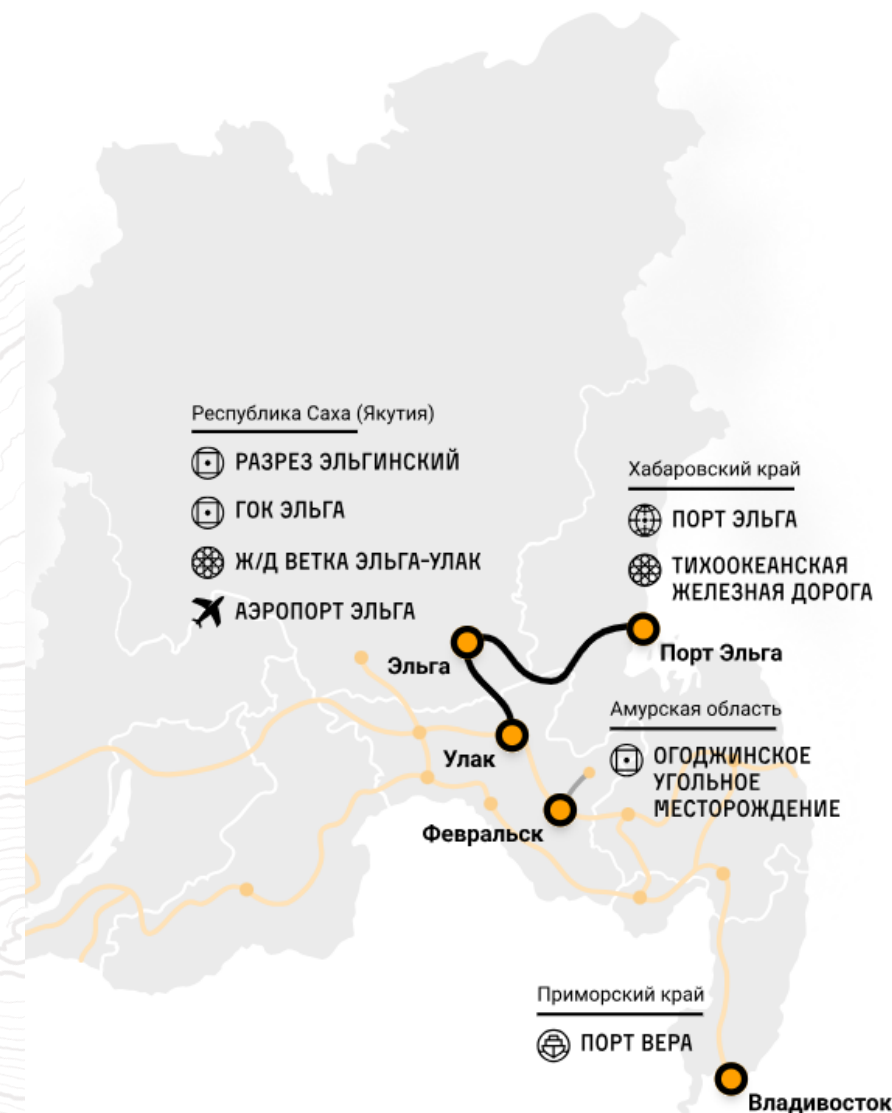 Республика Саха (Якутия)
РАЗРЕЗ ЭЛЬГИНСКИЙ
ГОК ЭЛЬГА
Ж/Д ВЕТКА ЭЛЬГА-УЛАК
АЭРОПОРТ ЭЛЬГА
Хабаровский край
ПОРТ ЭЛЬГА
ТИХООКЕАНСКАЯ
ЖЕЛЕЗНАЯ ДОРОГА
Эльга
Порт Эльга
Улак
Амурская область
ОГОДЖИНСКОЕ
УГОЛЬНОЕ
МЕСТОРОЖДЕНИЕ
Февральск
Приморский край
ПОРТ ВЕРА
Владивосток